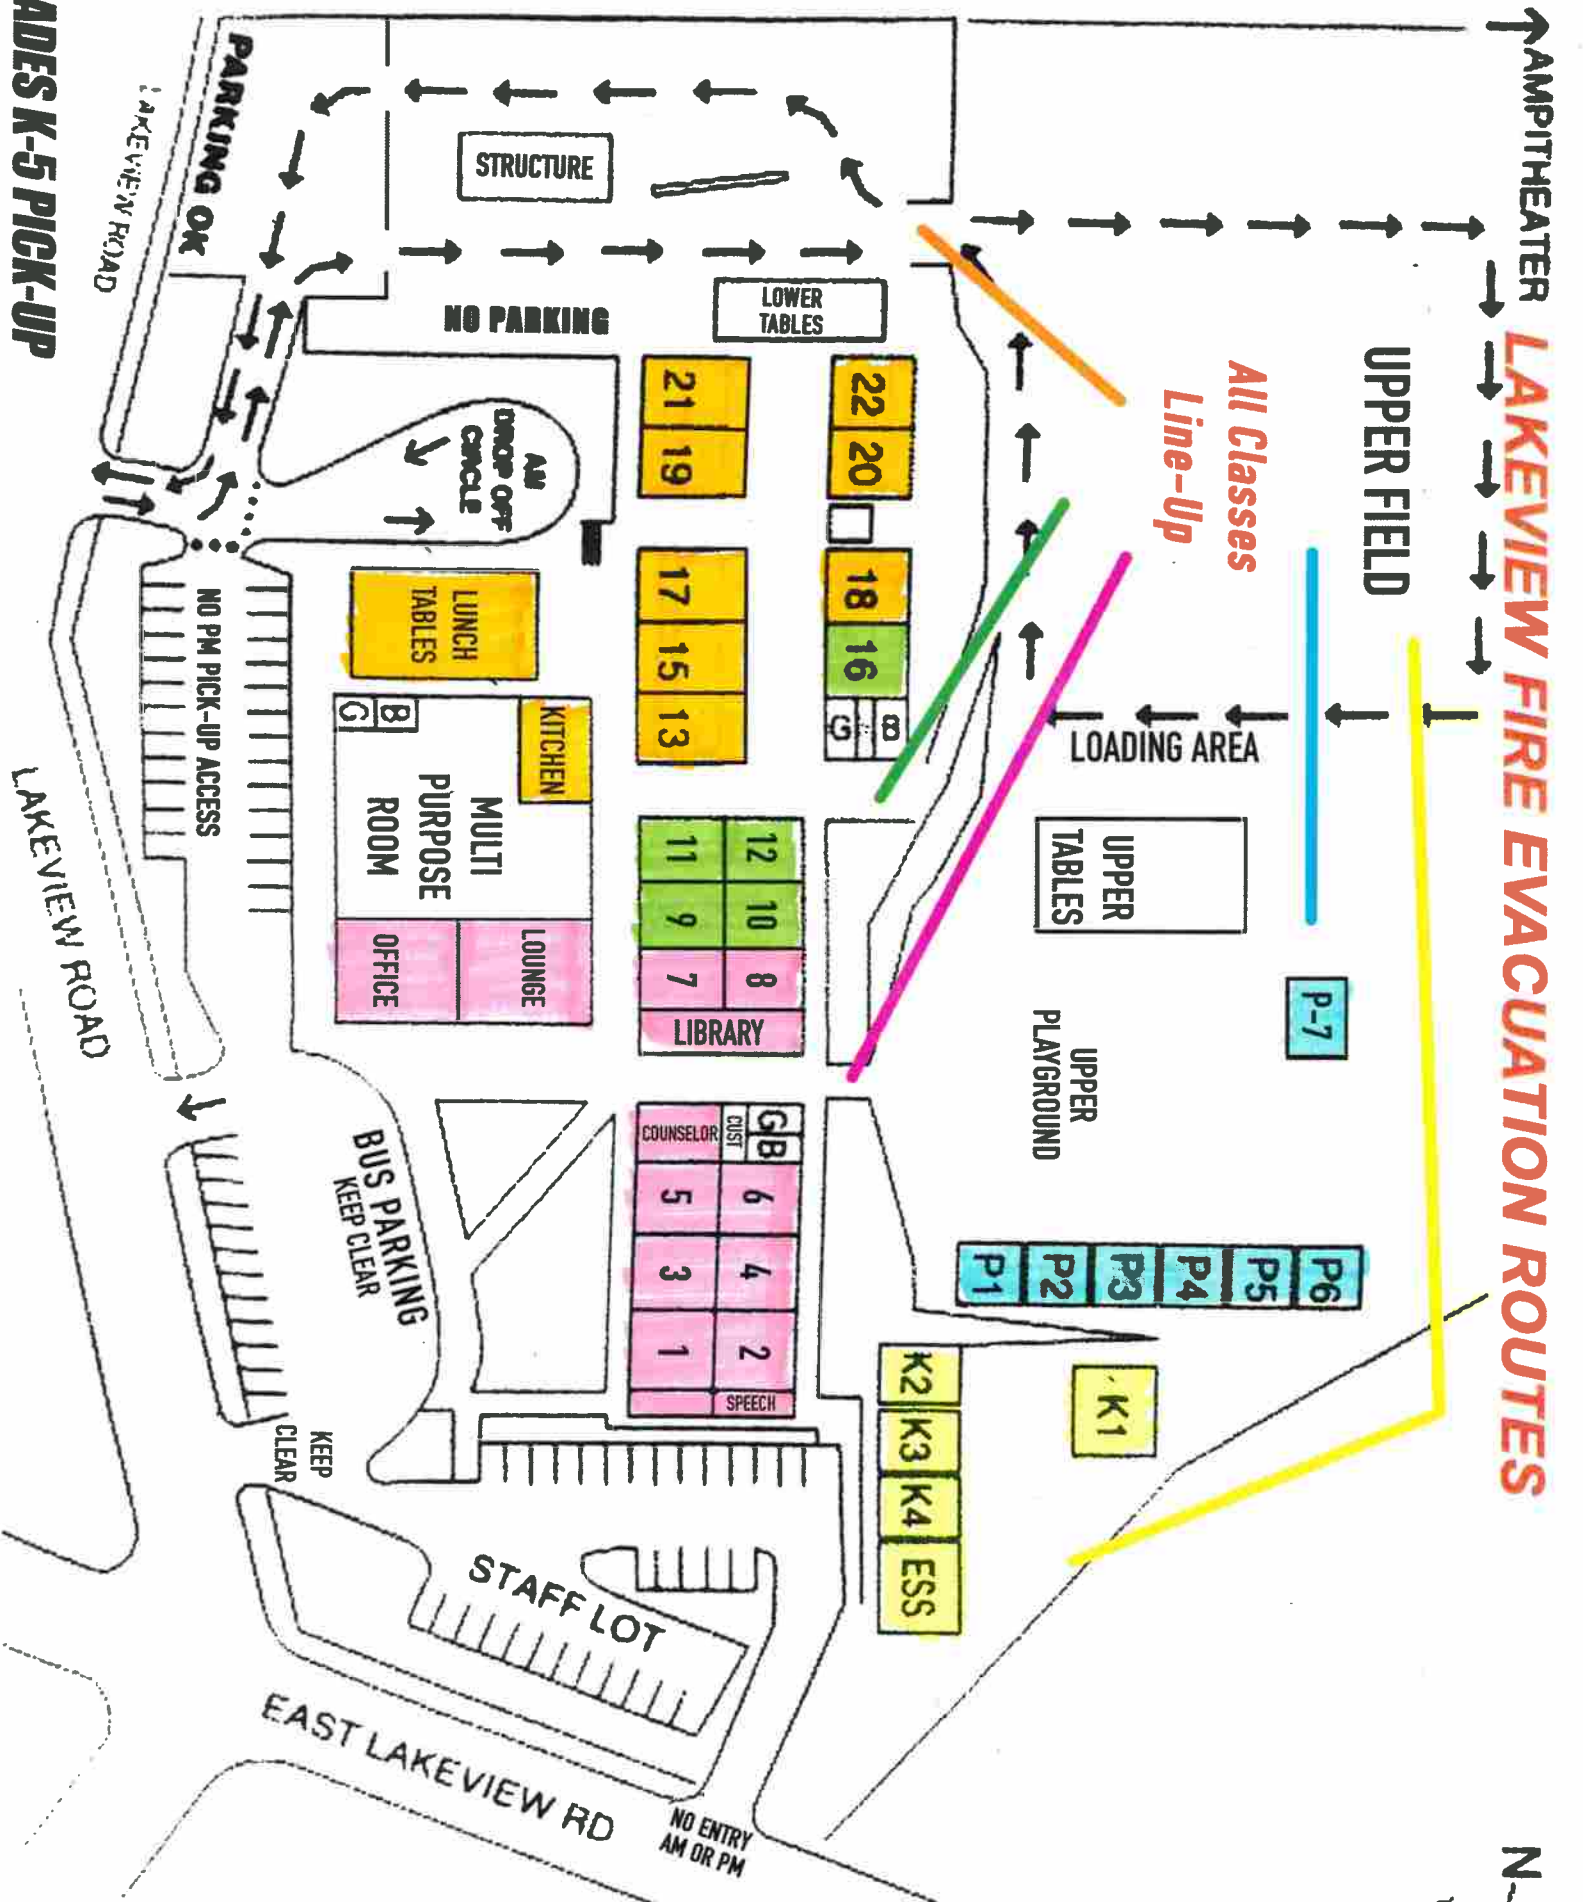 LAKEVIEW FIRE EVACUATION ROUTES
N
AMPITHEATER
UPPER FIELD
All Classes
Line-Up
LOADING AREA
UPPER
TABLES
P-7
UPPER
PLAYGROUND
P6
P5
P4
P3
P2
P1
K1
K2
K3
K4
ESS
LOWER
TABLES
STRUCTURE
NO PARKING
22
20
18
16
G
B
21
19
17
15
13
12
10
8
11
9
7
LIBRARY
G
B
CUST
COUNSELOR
6
4
2
SPEECH
5
3
1
AM
DROP OFF
CIRCLE
LUNCH
TABLES
KITCHEN
B
G
MULTI
PURPOSE
ROOM
LOUNGE
OFFICE
PARKING OK
LAKEVIEW ROAD
NO PM PICK-UP ACCESS
LAKEVIEW ROAD
BUS PARKING
KEEP CLEAR
KEEP
CLEAR
STAFF LOT
EAST LAKEVIEW RD
NO ENTRY
AM OR PM
ADES K-5 PICK-UP